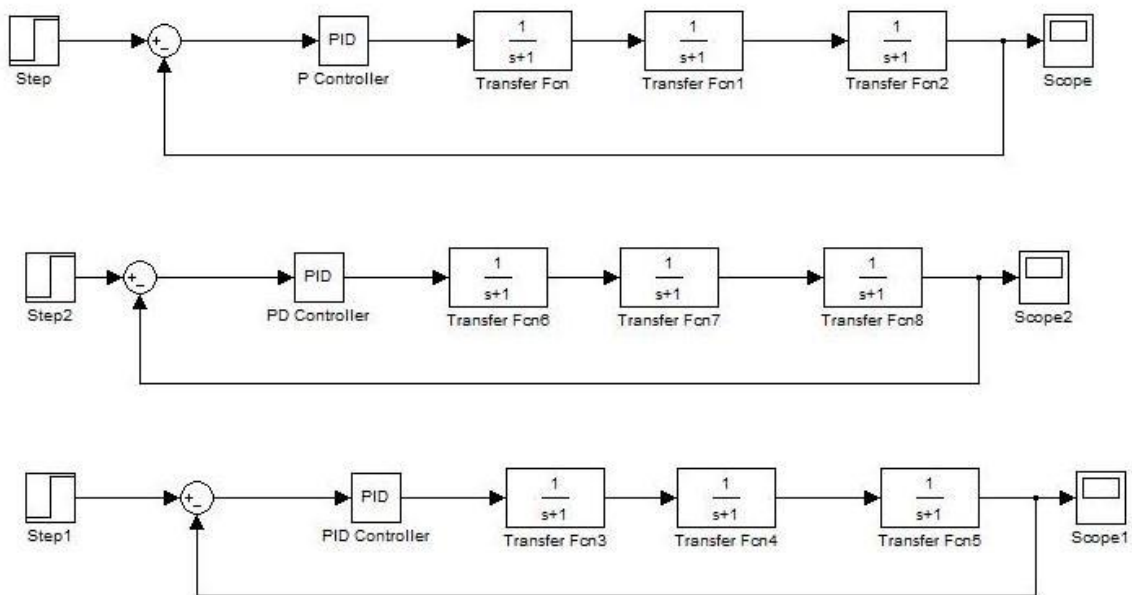 + -
PID
1
s+1
1
s+1
1
s+1
Step
P Controller
Transfer Fcn
Transfer Fcn1
Transfer Fcn2
Scope
+ -
PID
1
s+1
1
s+1
1
s+1
Step2
PD Controller
Transfer Fcn6
Transfer Fcn7
Transfer Fcn8
Scope2
+ -
PID
1
s+1
1
s+1
1
s+1
Step1
PID Controller
Transfer Fcn3
Transfer Fcn4
Transfer Fcn5
Scope1